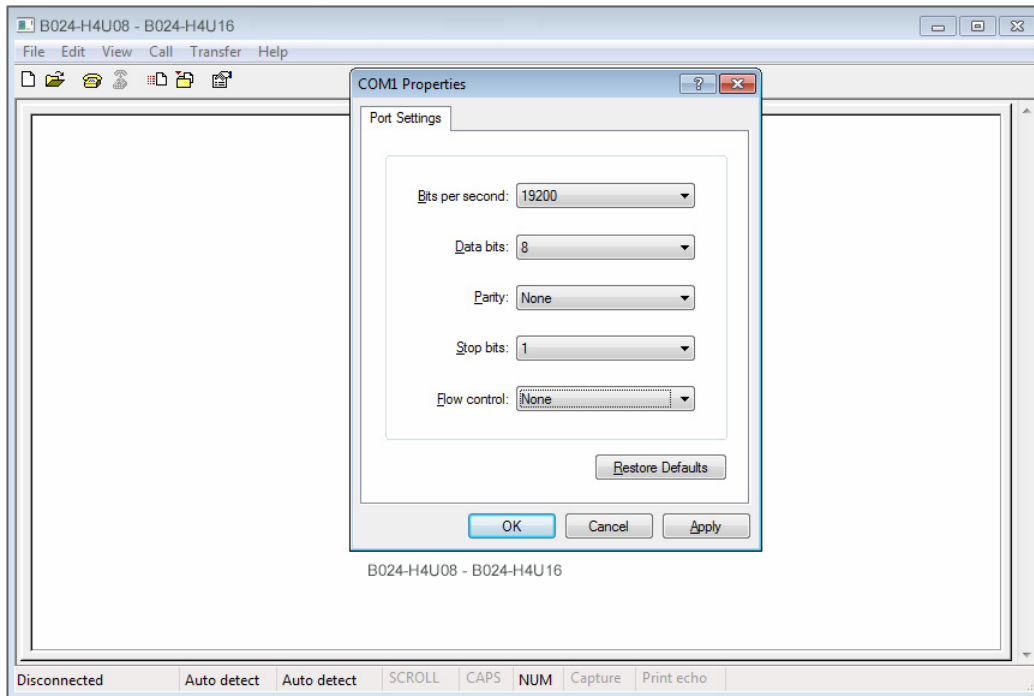 B024-H4U08 - B024-H4U16
File Edit View Call Transfer Help
COM1 Properties
Port Settings
Bits per second: 19200
Data bits: 8
Parity: None
Stop bits: 1
Flow control: None
Restore Defaults
OK Cancel Apply
B024-H4U08 - B024-H4U16
Disconnected Auto detect Auto detect SCROLL CAPS NUM Capture Print echo